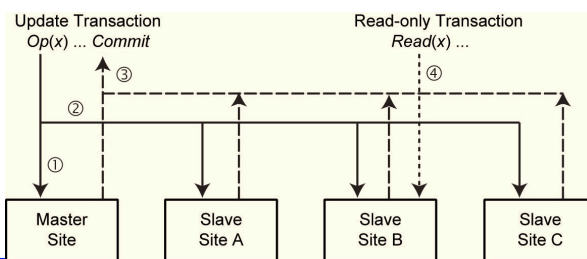 Update Transaction
Op(x) ... Commit
Read-only Transaction
Read(x) ...
③
④
②
①
Master
Site
Slave
Site A
Slave
Site B
Slave
Site C